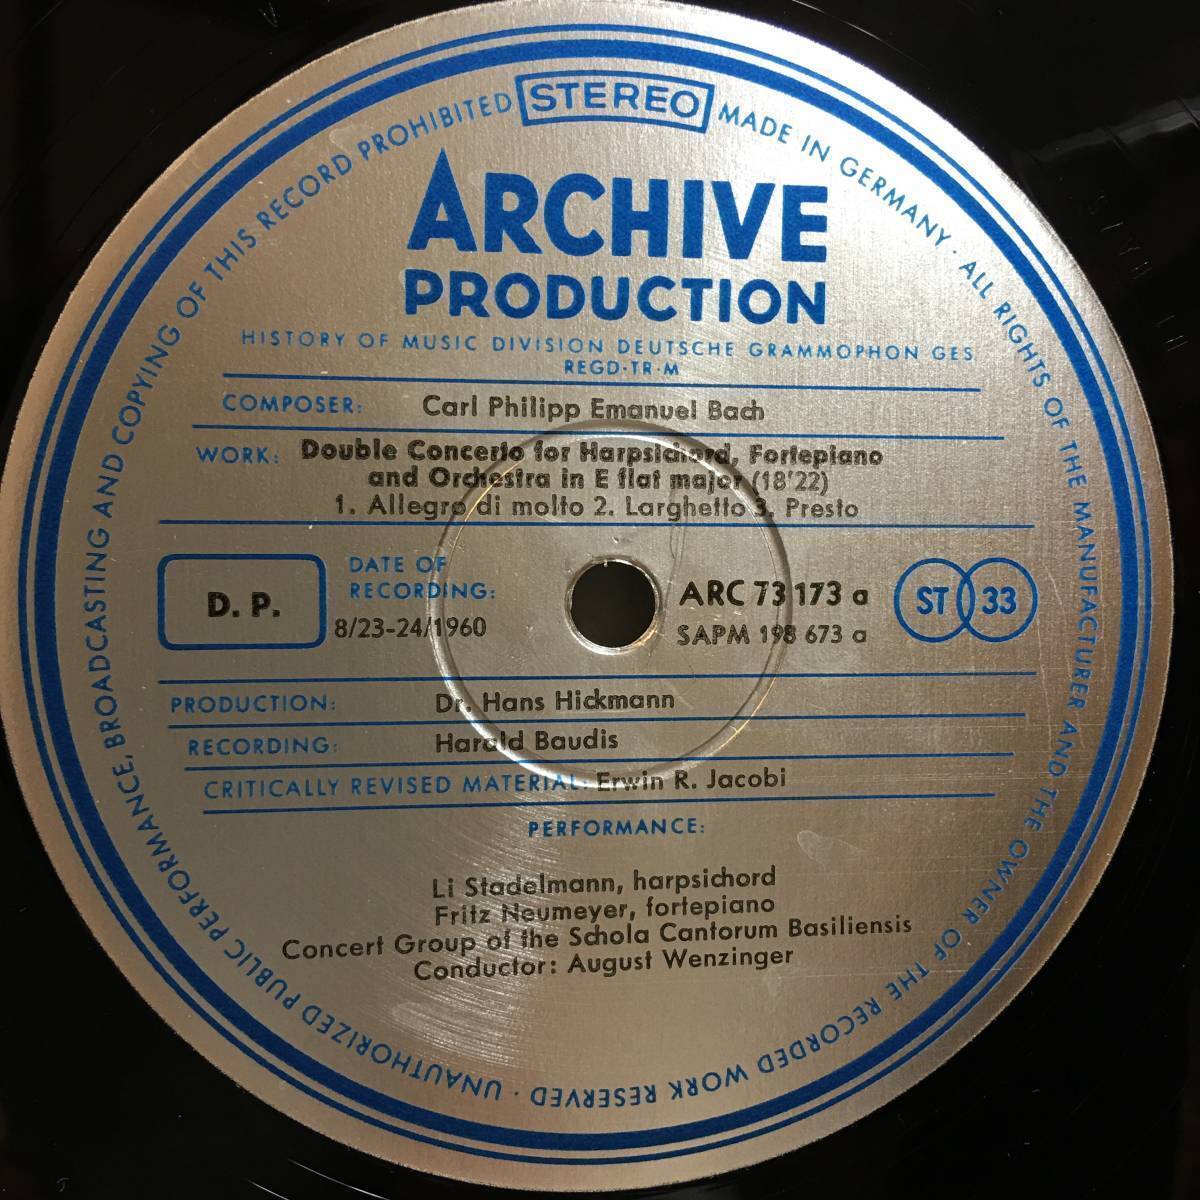 STEREO
MADE IN GERMANY · ALL RIGHTS OF THE MANUFACTURER AND THE OWNER OF THE RECORDED WORK RESERVED · UNAUTHORIZED PUBLIC PERFORMANCE, BROADCASTING AND COPYING OF THIS RECORD PROHIBITED
ARCHIVE
PRODUCTION
HISTORY OF MUSIC DIVISION DEUTSCHE GRAMMOPHON GES
REGD·TR·M
COMPOSER: Carl Philipp Emanuel Bach
WORK: Double Concerto for Harpsichord, Fortepiano
and Orchestra in E flat major (18'22)
1. Allegro di molto 2. Larghetto 3. Presto
D. P.
DATE OF
RECORDING:
8/23-24/1960
ARC 73 173 a
SAPM 198 673 a
ST 33
PRODUCTION: Dr. Hans Hickmann
RECORDING: Harald Baudis
CRITICALLY REVISED MATERIAL: Erwin R. Jacobi
PERFORMANCE:
Li Stadelmann, harpsichord
Fritz Neumeyer, fortepiano
Concert Group of the Schola Cantorum Basiliensis
Conductor: August Wenzinger